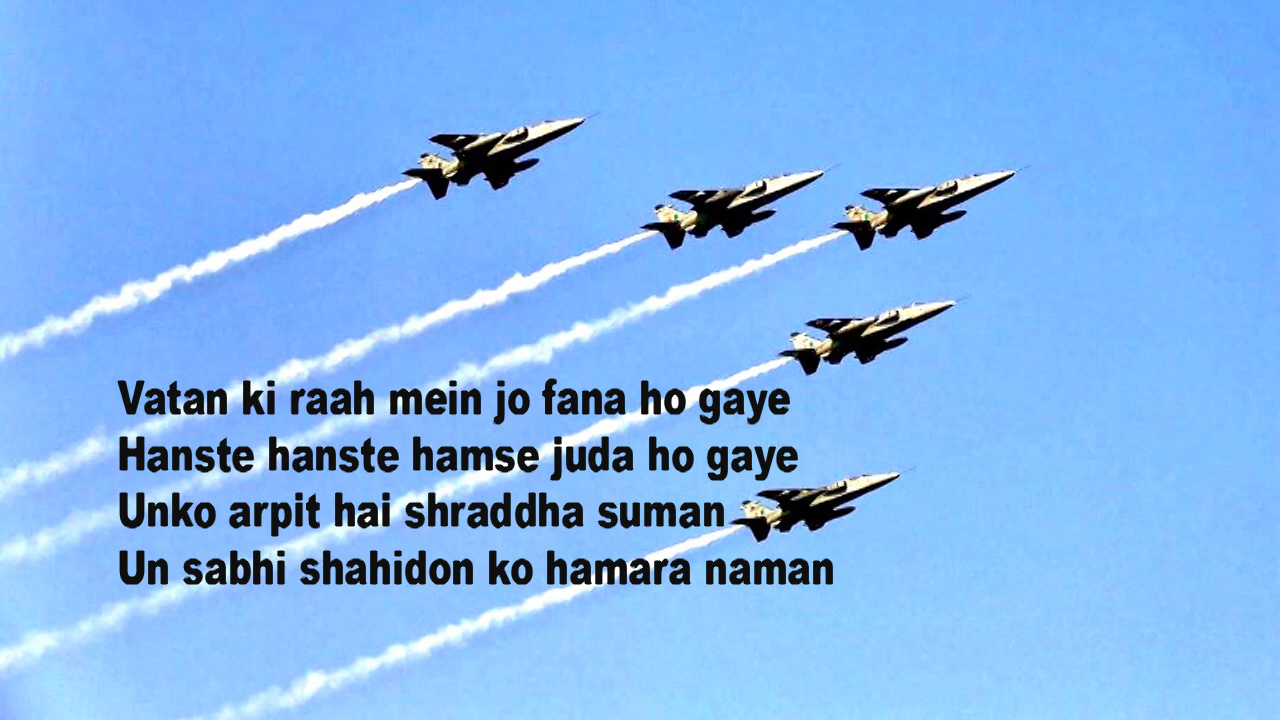 Vatan ki raah mein jo fana ho gaye
Hanste hanste hamse juda ho gaye
Unko arpit hai shraddha suman
Un sabhi shahidon ko hamara naman